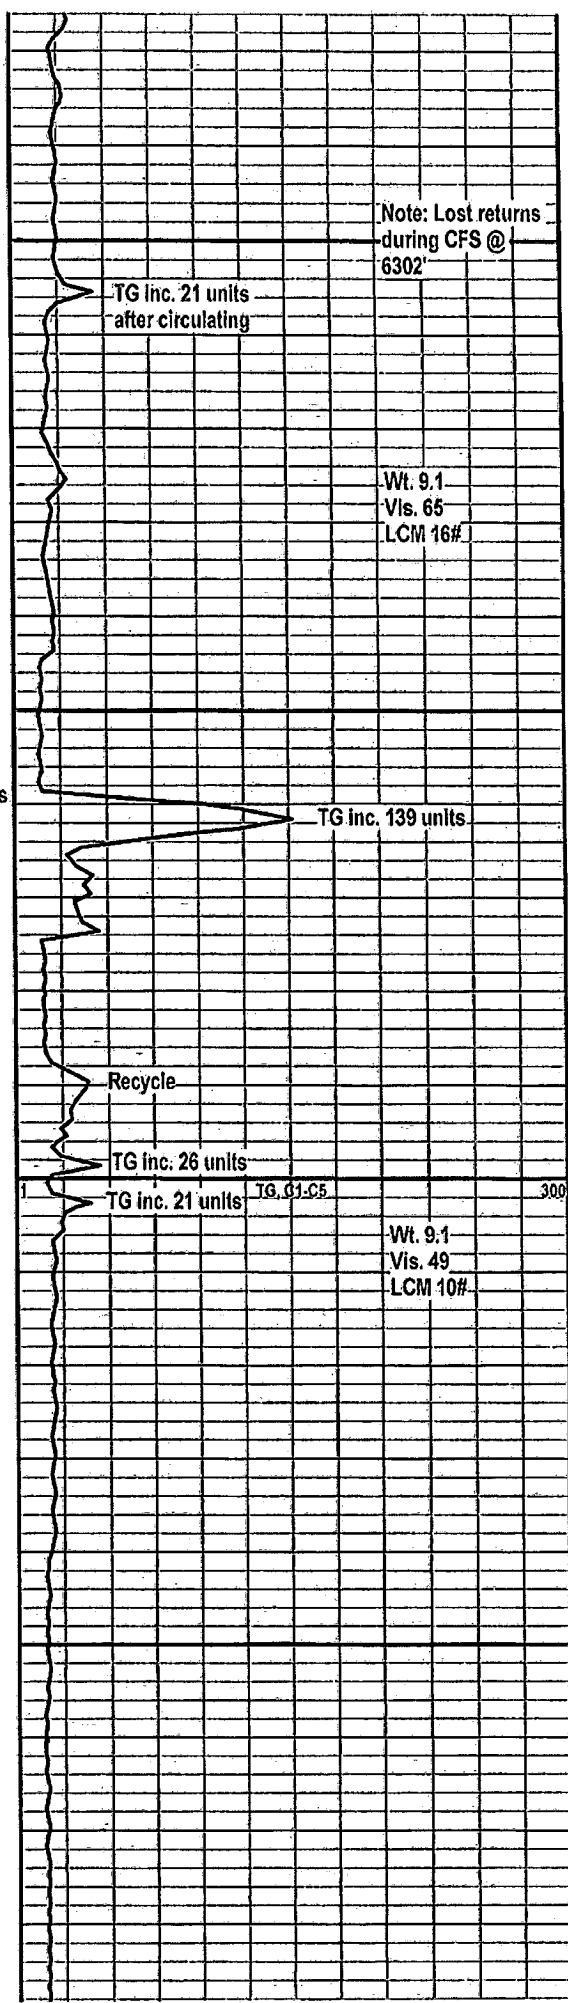 Note: Lost returns
during CFS @
6302'
TG inc. 21 units
after circulating
Wt. 9.1
Vis. 65
LCM 16#
s
TG inc. 139 units
Recycle
TG inc. 26 units
1 TG, C1-C5 300
TG inc. 21 units
Wt. 9.1
Vis. 49
LCM 10#